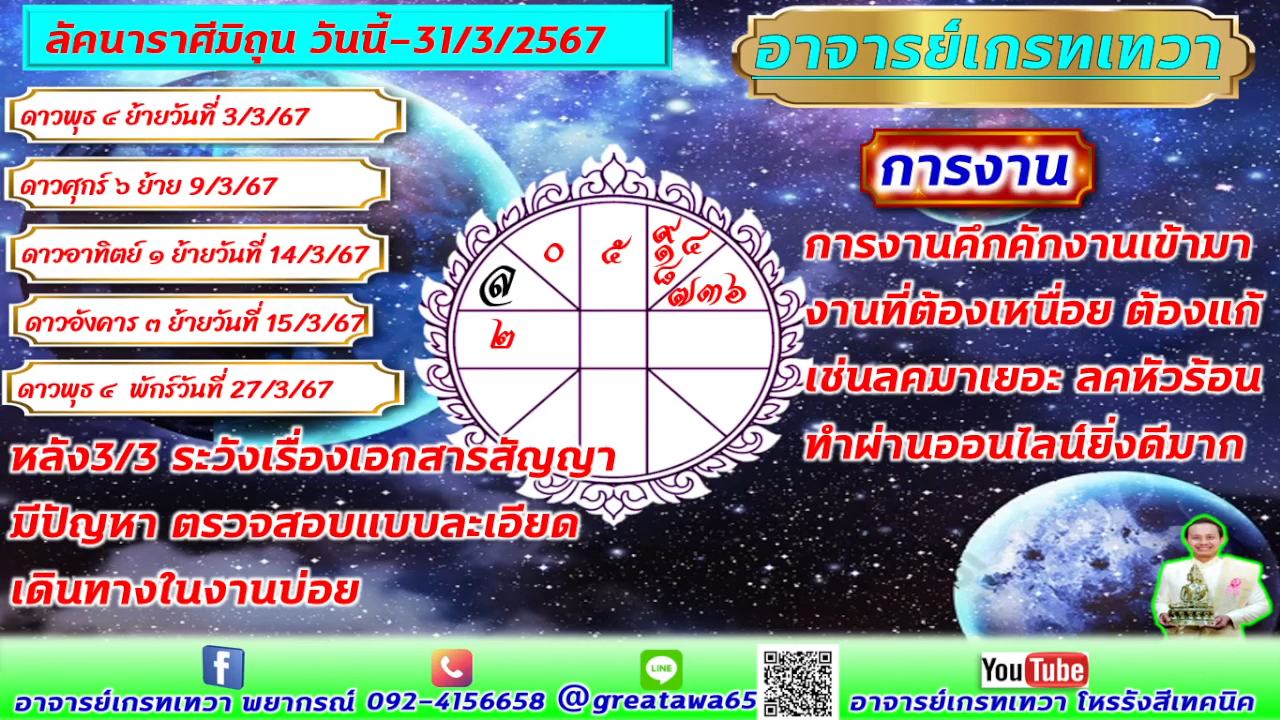 ลัคนาราศีมิถุน วันนี้-31/3/2567
อาจารย์เกรทเทวา
ดาวพุธ ๔ ย้ายวันที่ 3/3/67
ดาวศุกร์ ๖ ย้าย 9/3/67
ดาวอาทิตย์ ๑ ย้ายวันที่ 14/3/67
ดาวอังคาร ๓ ย้ายวันที่ 15/3/67
ดาวพุธ ๔ พักร์วันที่ 27/3/67
หลัง3/3 ระวังเรื่องเอกสารสัญญา
มีปัญหา ตรวจสอบแบบละเอียด
เดินทางในงานบ่อย
๐
๕
๙
๑ ๔
๘
ล
๗๓๖
๒
การงาน
การงานคึกคักงานเข้ามา
งานที่ต้องเหนื่อย ต้องแก้
เช่นลคมาเยอะ ลคหัวร้อน
ทำผ่านออนไลน์ยิ่งดีมาก
f
LINE
YouTube
อาจารย์เกรทเทวา พยากรณ์ 092-4156658 @greatawa65
อาจารย์เกรทเทวา โหรรังสีเทคนิค